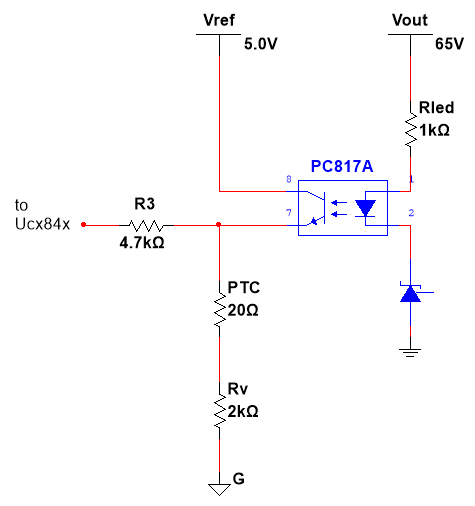 Vref
Vout
5.0V
65V
Rled
1kΩ
PC817A
8
1
7
2
to
Ucx84x
R3
4.7kΩ
PTC
20Ω
Rv
2kΩ
G